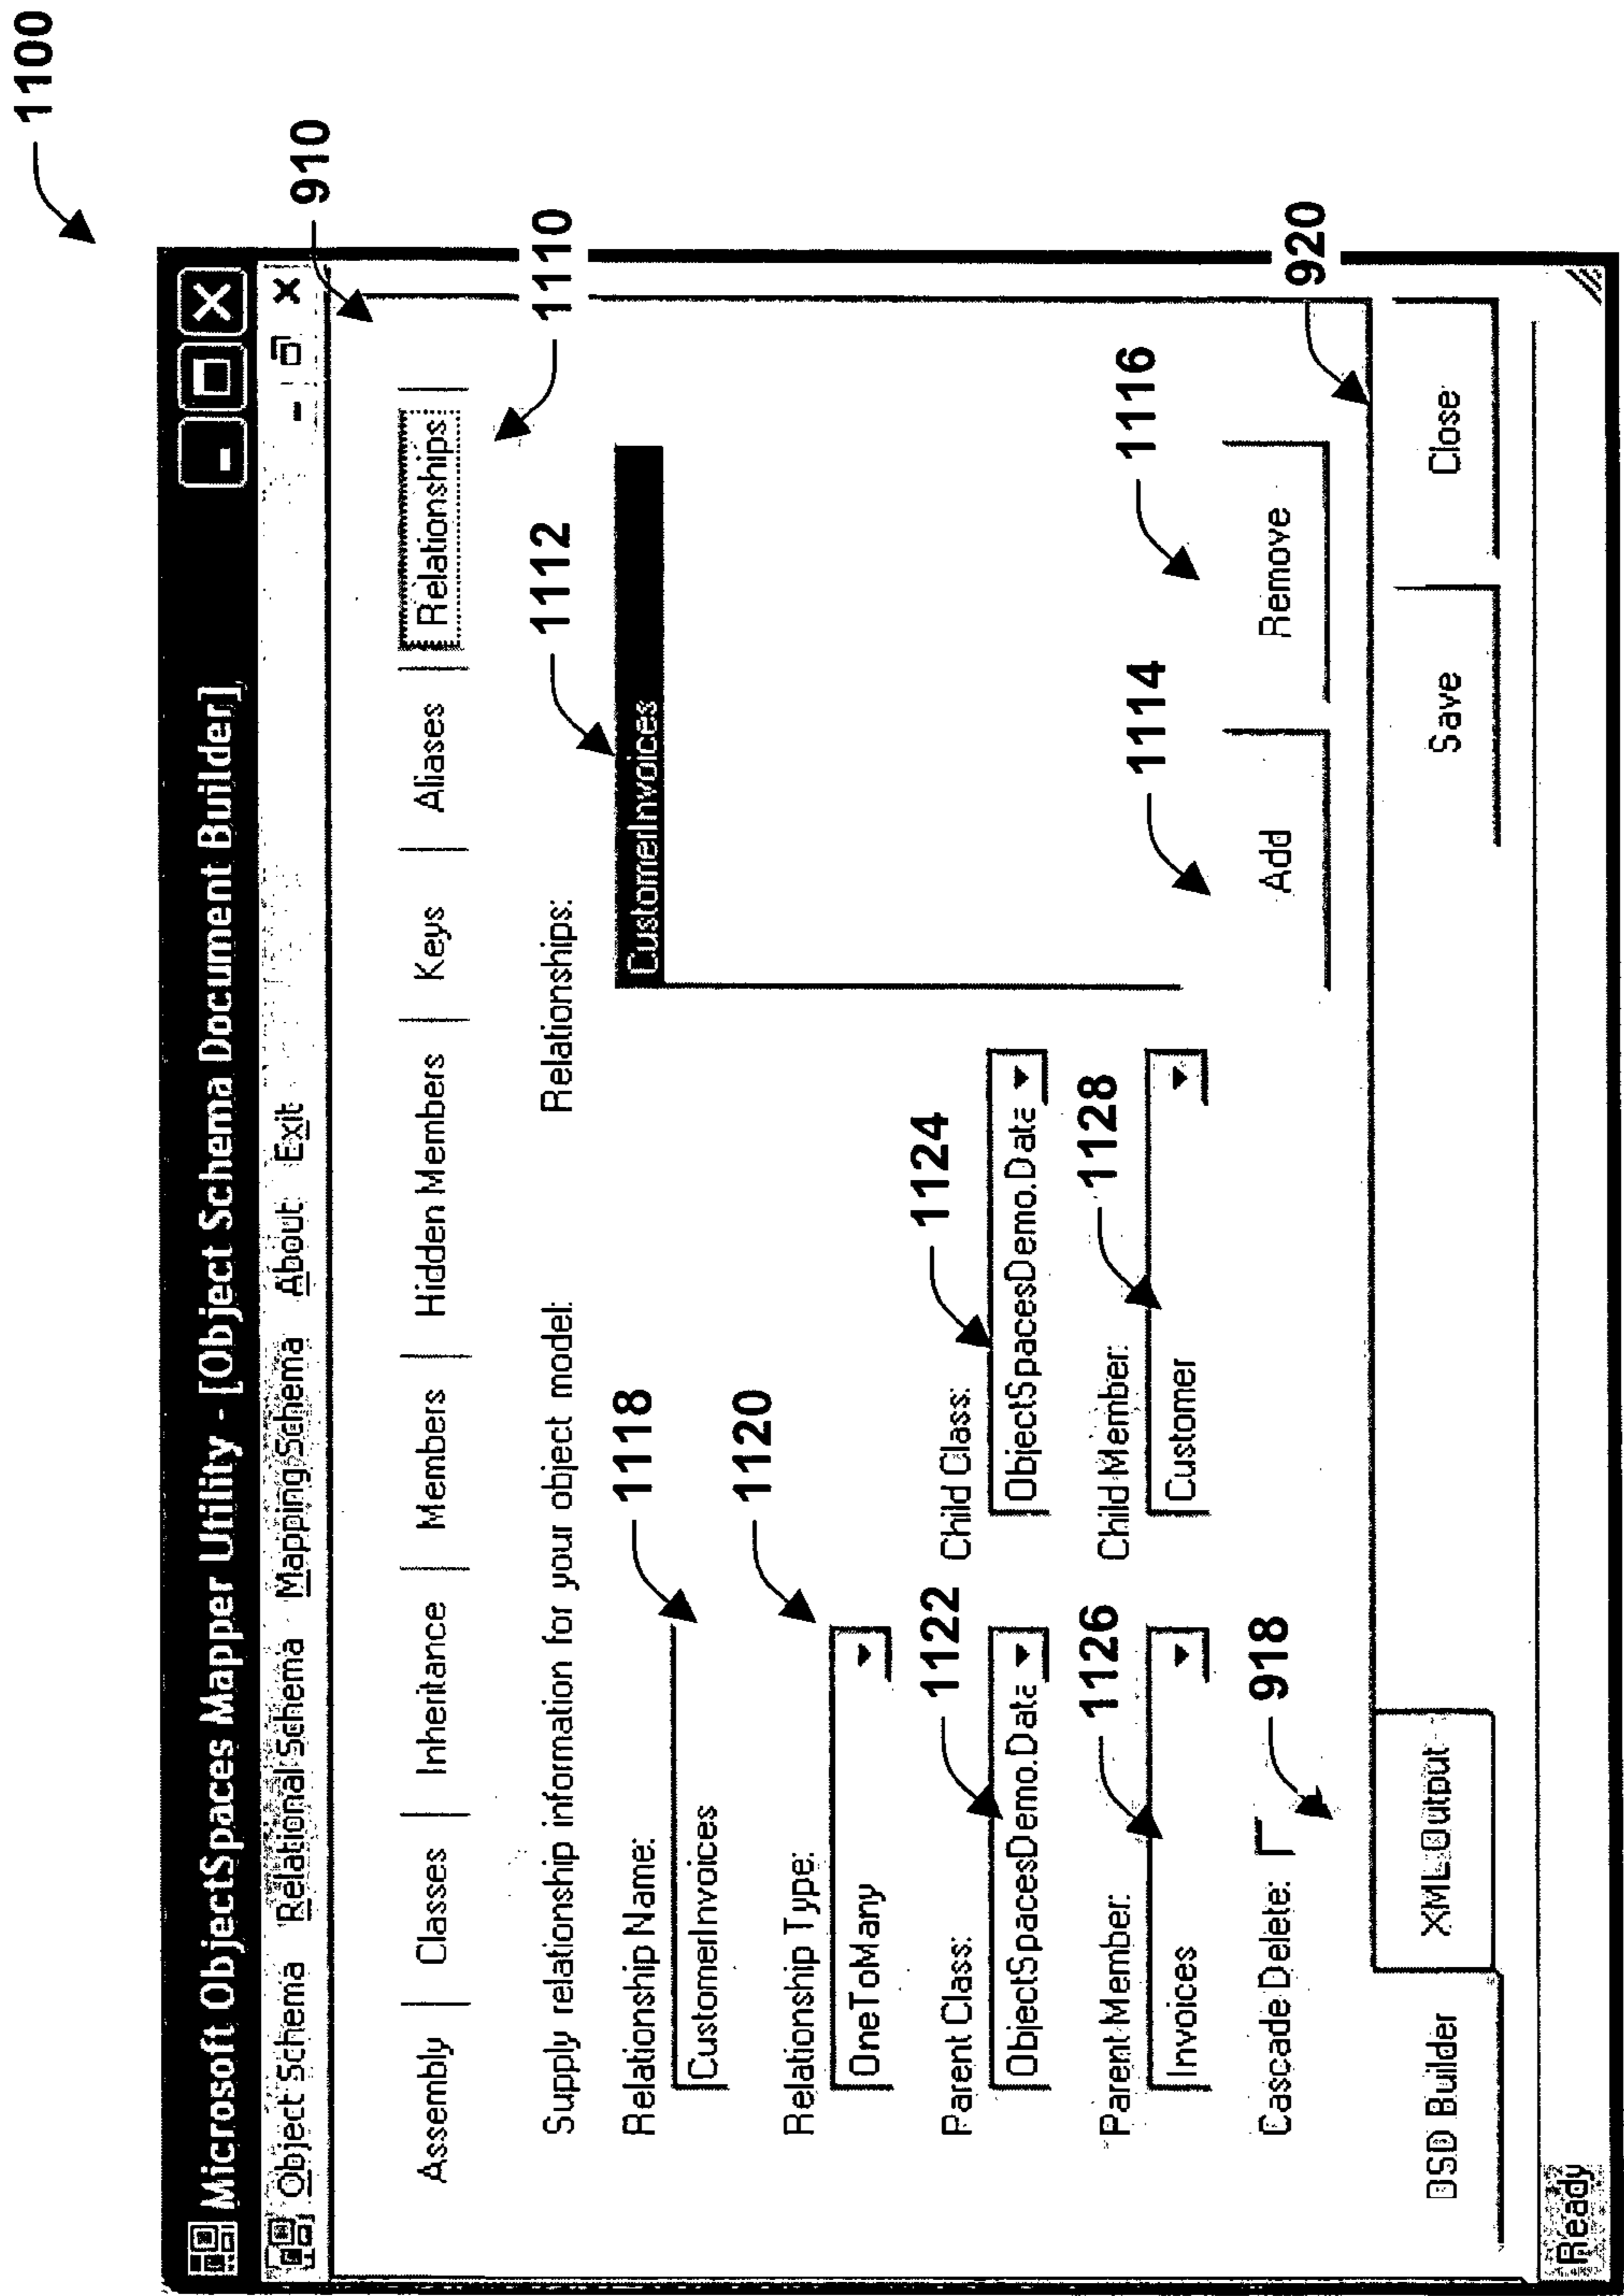 1100
Microsoft ObjectSpaces Mapper Utility - [Object Schema Document Builder]
Object Schema Relational Schema Mapping Schema About Exit
910
Assembly Classes Inheritance Members Hidden Members Keys Aliases Relationships
1110
Supply relationship information for your object model:
Relationships:
1112
Relationship Name:
1118
CustomerInvoices
CustomerInvoices
Relationship Type:
1120
OneToMany
Parent Class:
1122
Child Class:
1124
ObjectSpacesDemo.Data
ObjectSpacesDemo.Data
Parent Member:
1126
Child Member:
1128
Invoices
Customer
1114
1116
Cascade Delete:
918
Add
Remove
920
OSD Builder
XML Output
Save
Close
Ready